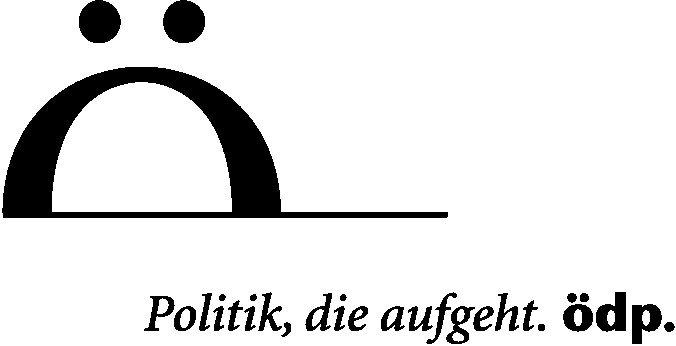 Ö
Politik, die aufgeht. ödp.